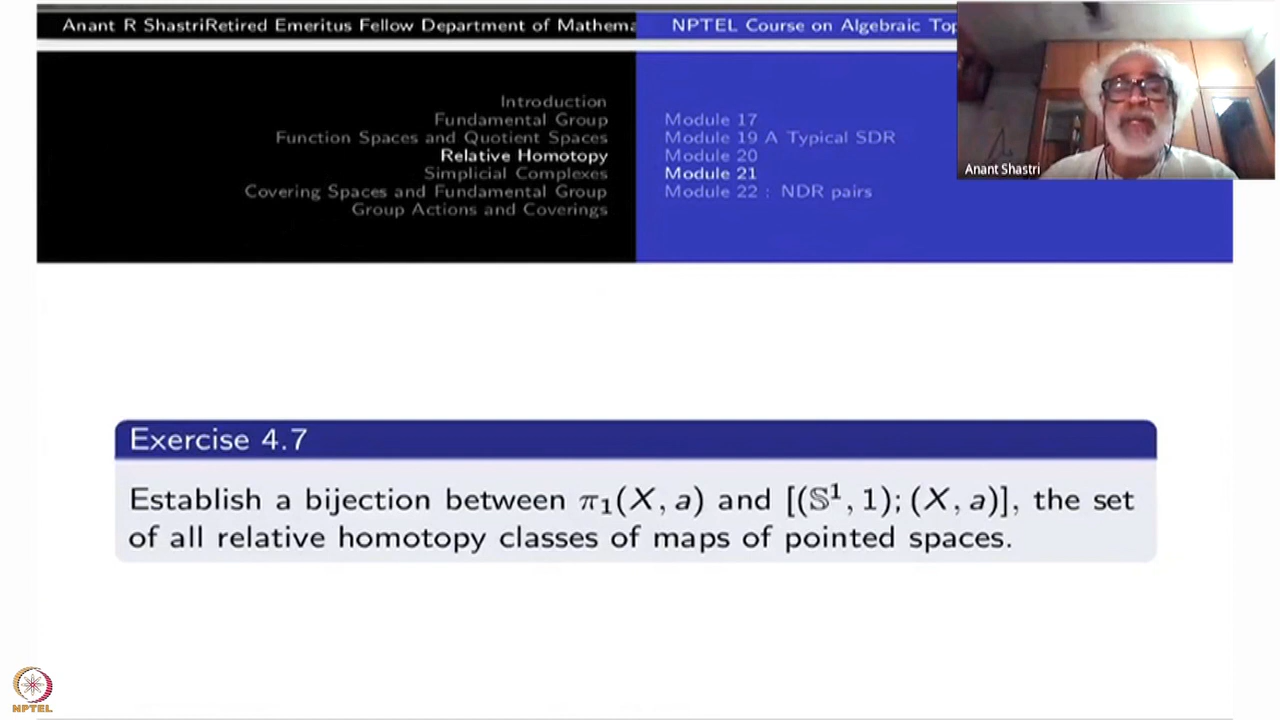 Anant R ShastriRetired Emeritus Fellow Department of Mathema
NPTEL Course on Algebraic Top
Introduction
Fundamental Group
Function Spaces and Quotient Spaces
Relative Homotopy
Simplicial Complexes
Covering Spaces and Fundamental Group
Group Actions and Coverings
Module 17
Module 19 A Typical SDR
Module 20
Module 21
Module 22 : NDR pairs
Anant Shastri
Exercise 4.7
Establish a bijection between π₁(X, a) and [(𝕊¹, 1); (X, a)], the set
of all relative homotopy classes of maps of pointed spaces.
NPTEL